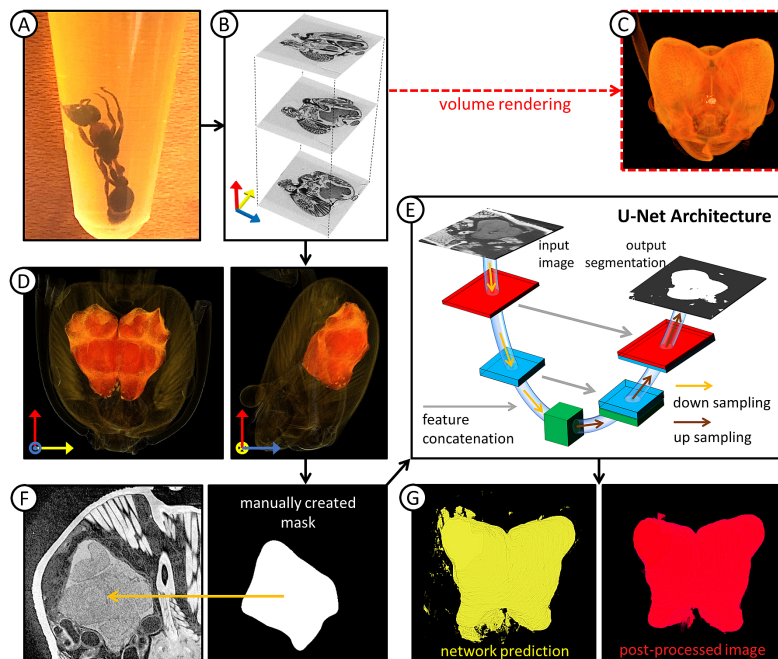 A
B
C
volume rendering
E
U-Net Architecture
input
image
output
segmentation
D
feature
concatenation
down sampling
up sampling
F
manually created
mask
G
network prediction
post-processed image